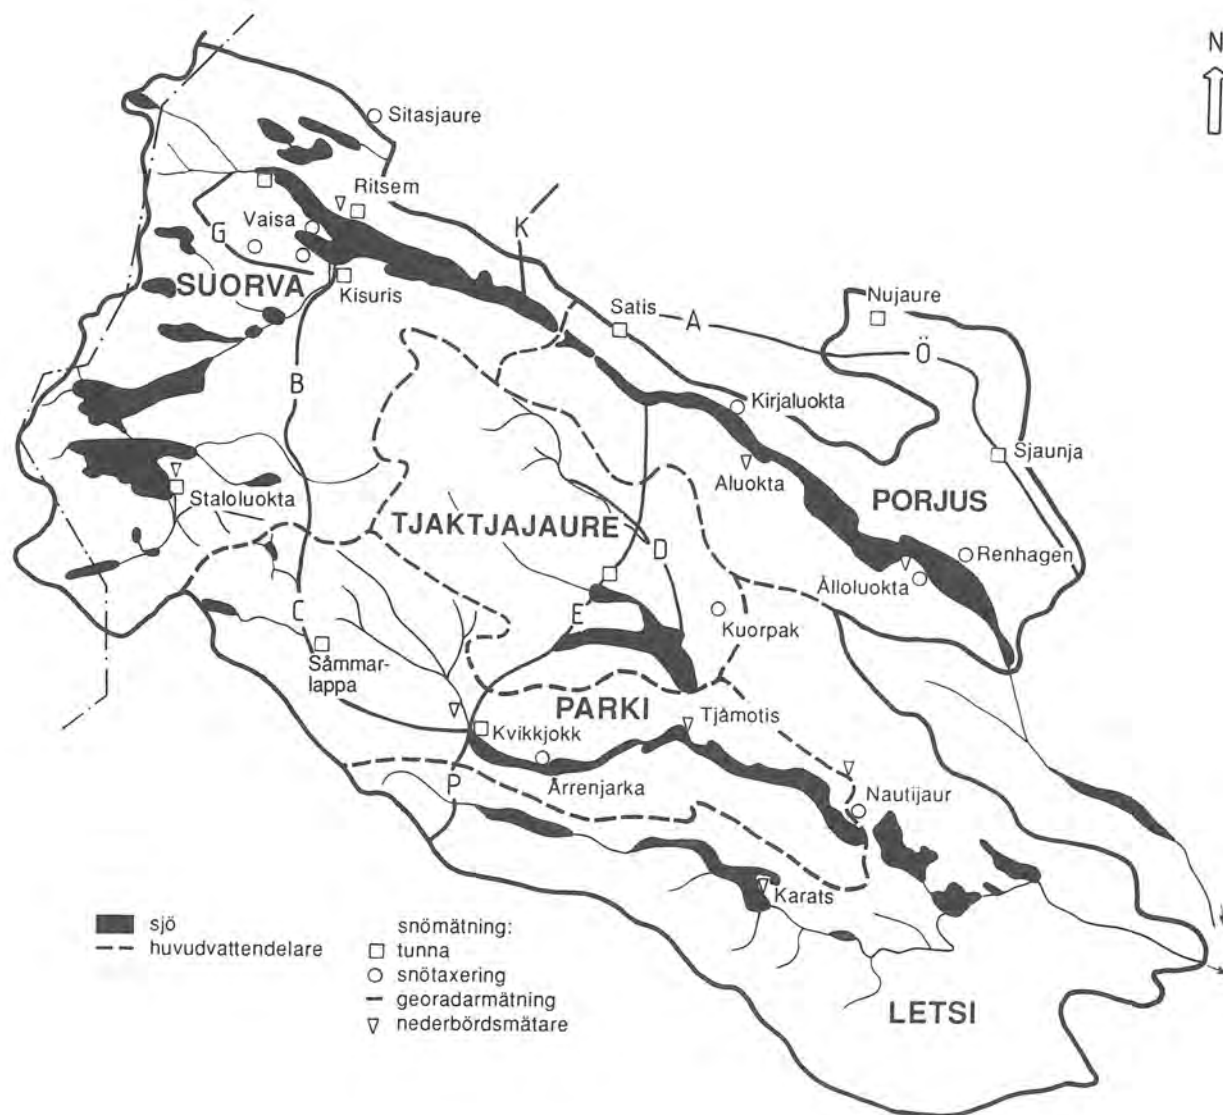 N
Sitasjaure
Ritsem
Vaisa
G
K
SUORVA
Kisuris
Satis
A
Nujaure
Ö
B
Kirjaluokta
Sjaunja
Aluokta
Staloluokta
PORJUS
TJAKTJAJAURE
D
Renhagen
Ålloluokta
C
E
Kuorpak
Såmmar-
lappa
PARKI
Tjåmotis
Kvikkjokk
P
Årrenjarka
Nautijaur
Karats
sjö
huvudvattendelare
snömätning:
tunna
snötaxering
georadarmätning
nederbördsmätare
LETSI